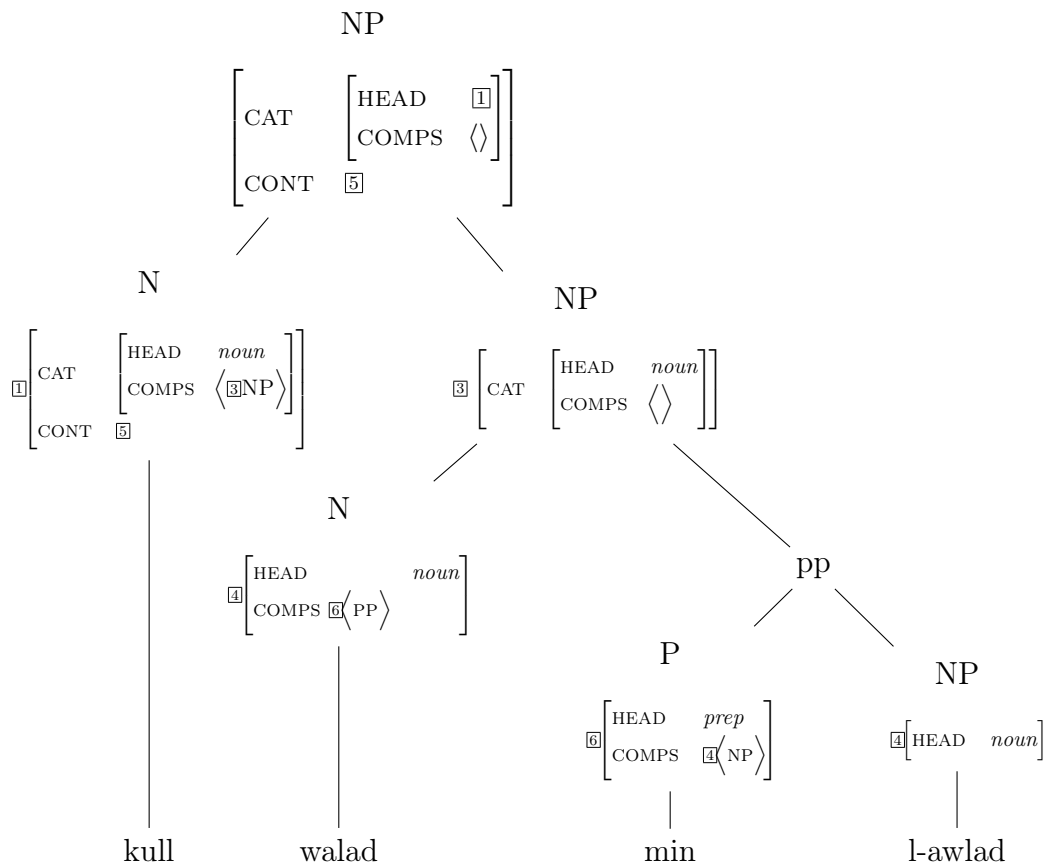 NP
CAT HEAD 1
COMPS ⟨⟩
CONT 5
N
NP
1 CAT HEAD noun
COMPS ⟨3NP⟩
CONT 5
3 CAT HEAD noun
COMPS ⟨⟩
N
4 HEAD noun
COMPS 6⟨PP⟩
pp
P
NP
6 HEAD prep
COMPS 4⟨NP⟩
4 HEAD noun
kull walad min l-awlad